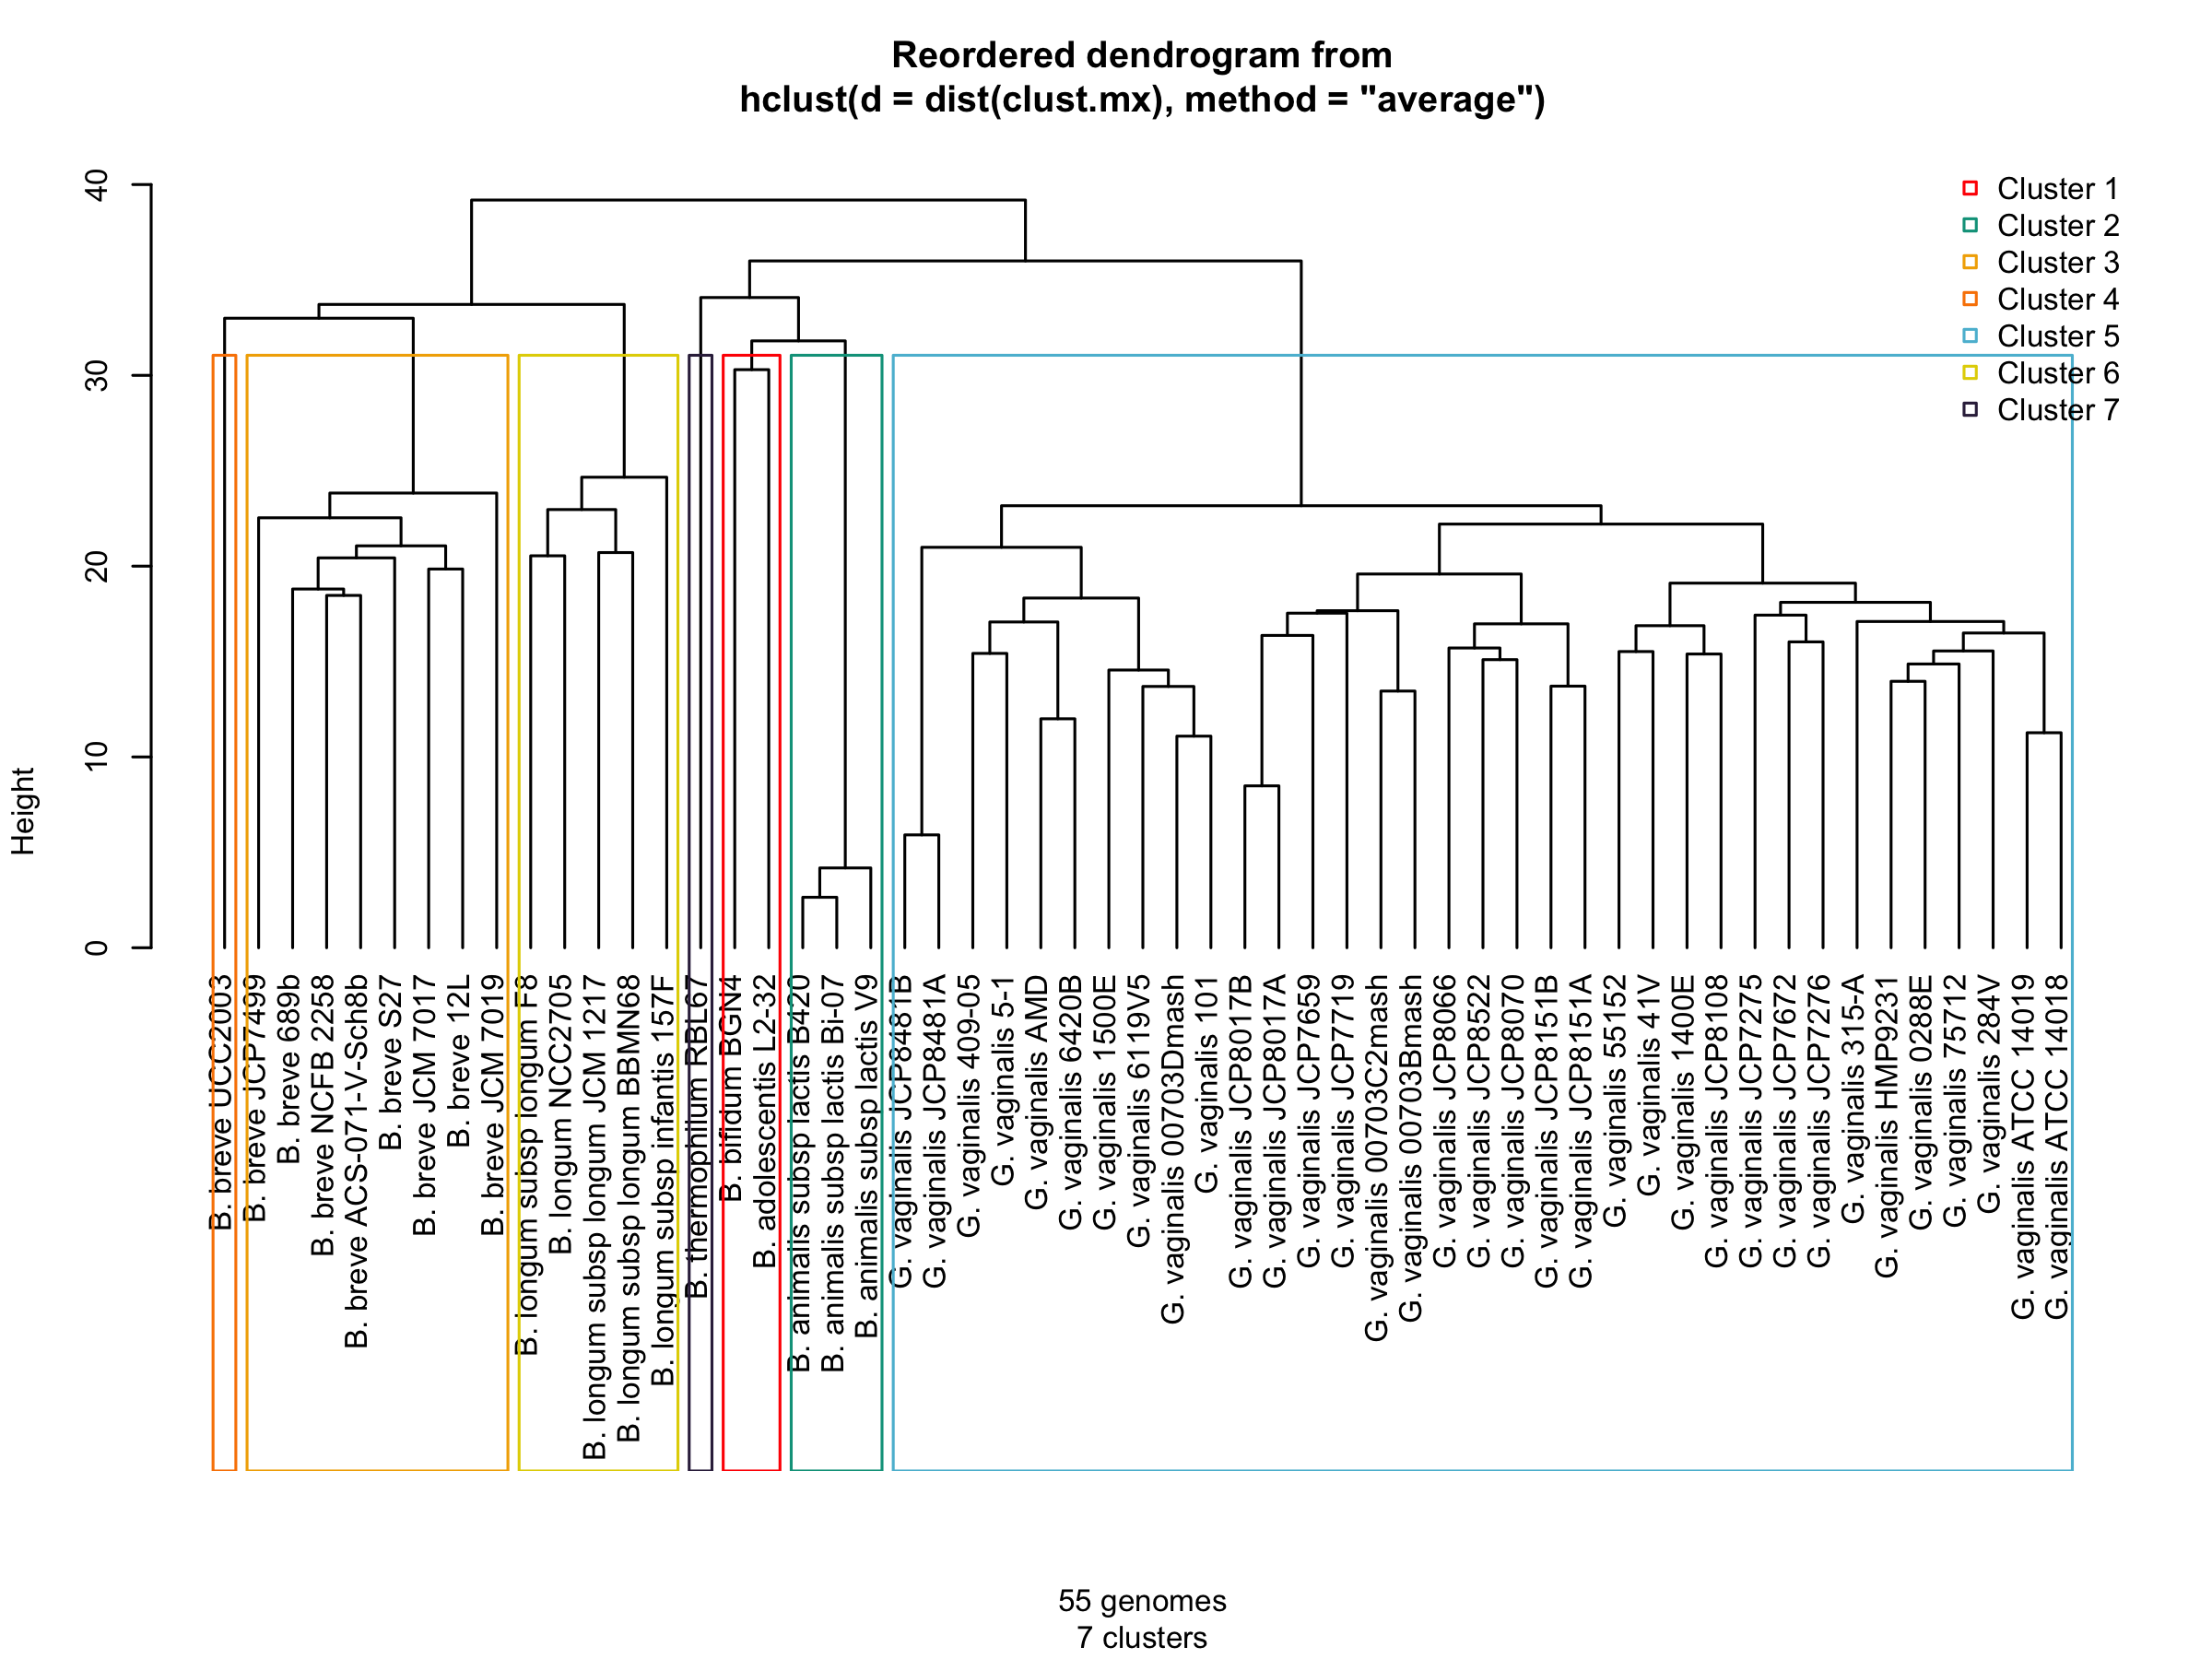 Reordered dendrogram from
hclust(d = dist(clust.mx), method = "average")
Height
40
30
20
10
0
Cluster 1
Cluster 2
Cluster 3
Cluster 4
Cluster 5
Cluster 6
Cluster 7
B. breve UCC2003
B. breve JCP7499
B. breve 689b
B. breve NCFB 2258
B. breve ACS-071-V-Sch8b
B. breve S27
B. breve JCM 7017
B. breve 12L
B. breve JCM 7019
B. longum subsp longum F8
B. longum NCC2705
B. longum subsp longum JCM 1217
B. longum subsp longum BBMN68
B. longum subsp infantis 157F
B. thermophilum RBL67
B. bifidum BGN4
B. adolescentis L2-32
B. animalis subsp lactis B420
B. animalis subsp lactis Bi-07
B. animalis subsp lactis V9
G. vaginalis JCP8481B
G. vaginalis JCP8481A
G. vaginalis 409-05
G. vaginalis 5-1
G. vaginalis AMD
G. vaginalis 6420B
G. vaginalis 1500E
G. vaginalis 6119V5
G. vaginalis 00703Dmash
G. vaginalis 101
G. vaginalis JCP8017B
G. vaginalis JCP8017A
G. vaginalis JCP7659
G. vaginalis JCP7719
G. vaginalis 00703C2mash
G. vaginalis 00703Bmash
G. vaginalis JCP8066
G. vaginalis JCP8522
G. vaginalis JCP8070
G. vaginalis JCP8151B
G. vaginalis JCP8151A
G. vaginalis 55152
G. vaginalis 41V
G. vaginalis 1400E
G. vaginalis JCP8108
G. vaginalis JCP7275
G. vaginalis JCP7672
G. vaginalis JCP7276
G. vaginalis 315-A
G. vaginalis HMP9231
G. vaginalis 0288E
G. vaginalis 75712
G. vaginalis 284V
G. vaginalis ATCC 14019
G. vaginalis ATCC 14018
55 genomes
7 clusters